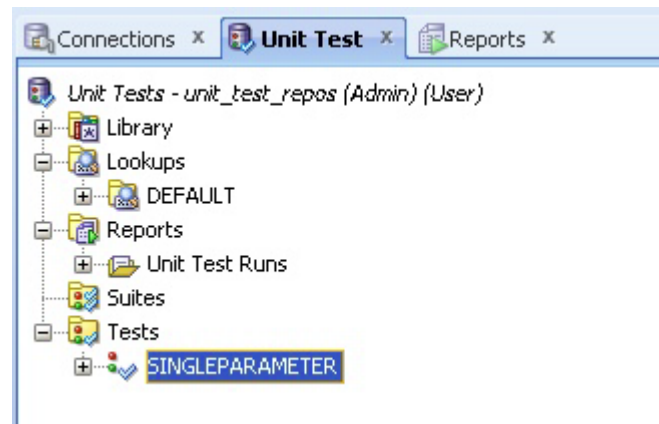 Connections x Unit Test x Reports x
Unit Tests - unit_test_repos (Admin) (User)
Library
Lookups
DEFAULT
Reports
Unit Test Runs
Suites
Tests
SINGLEPARAMETER